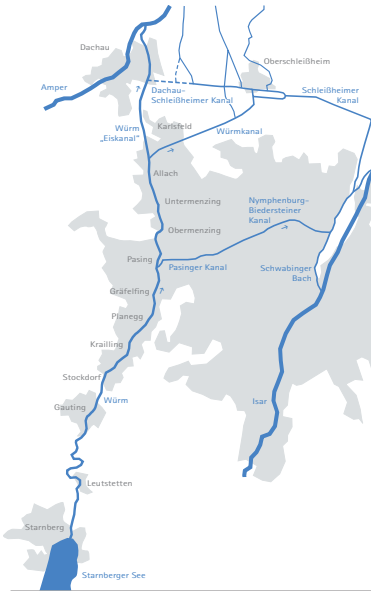 Dachau
Oberschleißheim
Amper
Dachau–
Schleißheimer Kanal
Schleißheimer
Kanal
Würm
„Eiskanal“
Karlsfeld
Würmkanal
Allach
Untermenzing
Nymphenburg–
Biedersteiner
Kanal
Obermenzing
Pasing
Pasinger Kanal
Schwabinger
Bach
Gräfelfing
Planegg
Krailling
Stockdorf
Gauting
Würm
Isar
Leutstetten
Starnberg
Starnberger See